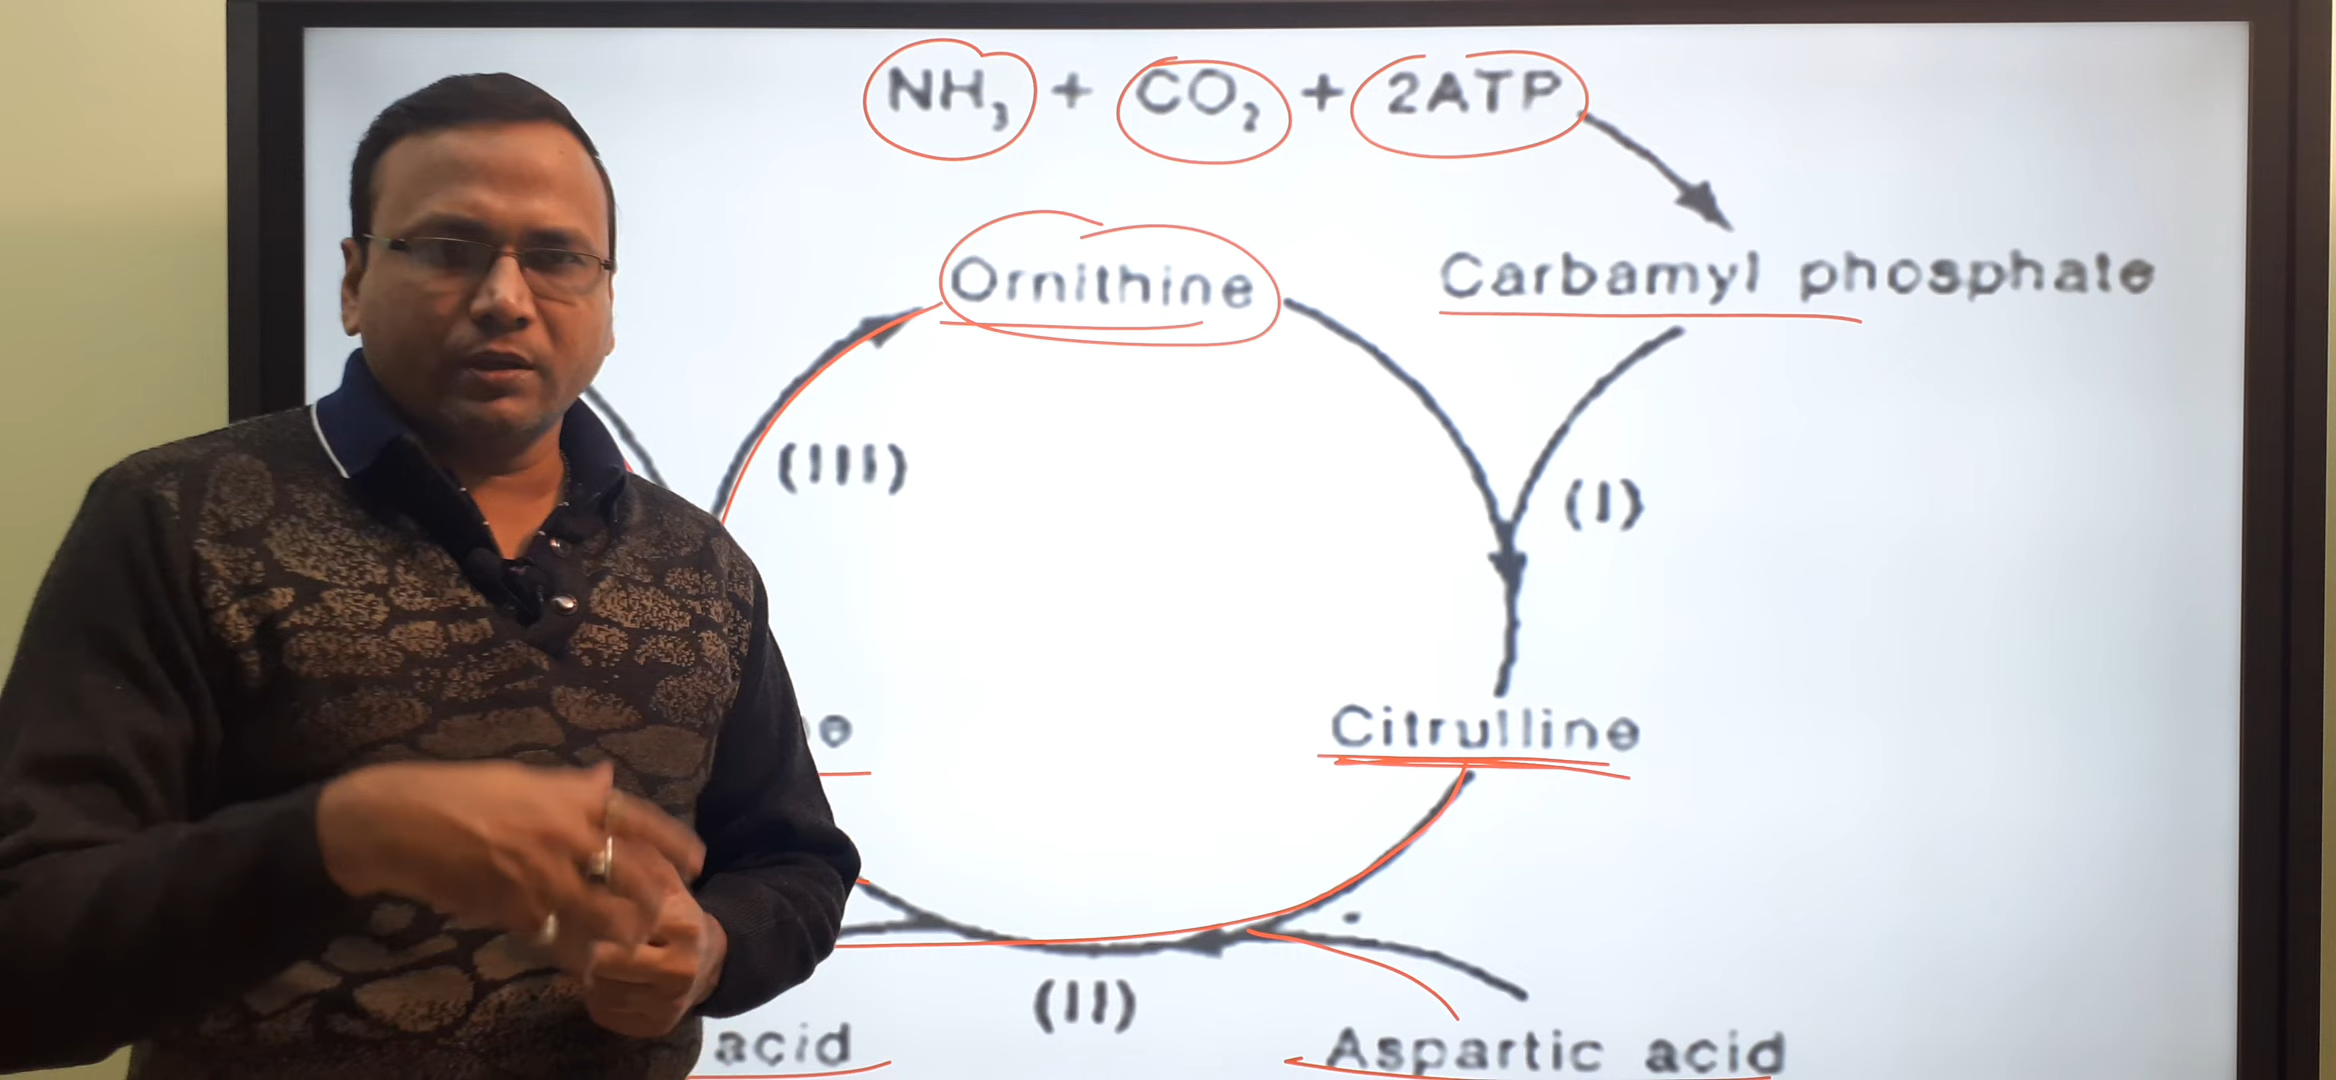 NH₃ + CO₂ + 2ATP
Ornithine
Carbamyl phosphate
(III)
(I)
Citrulline
(II)
acid
Aspartic acid